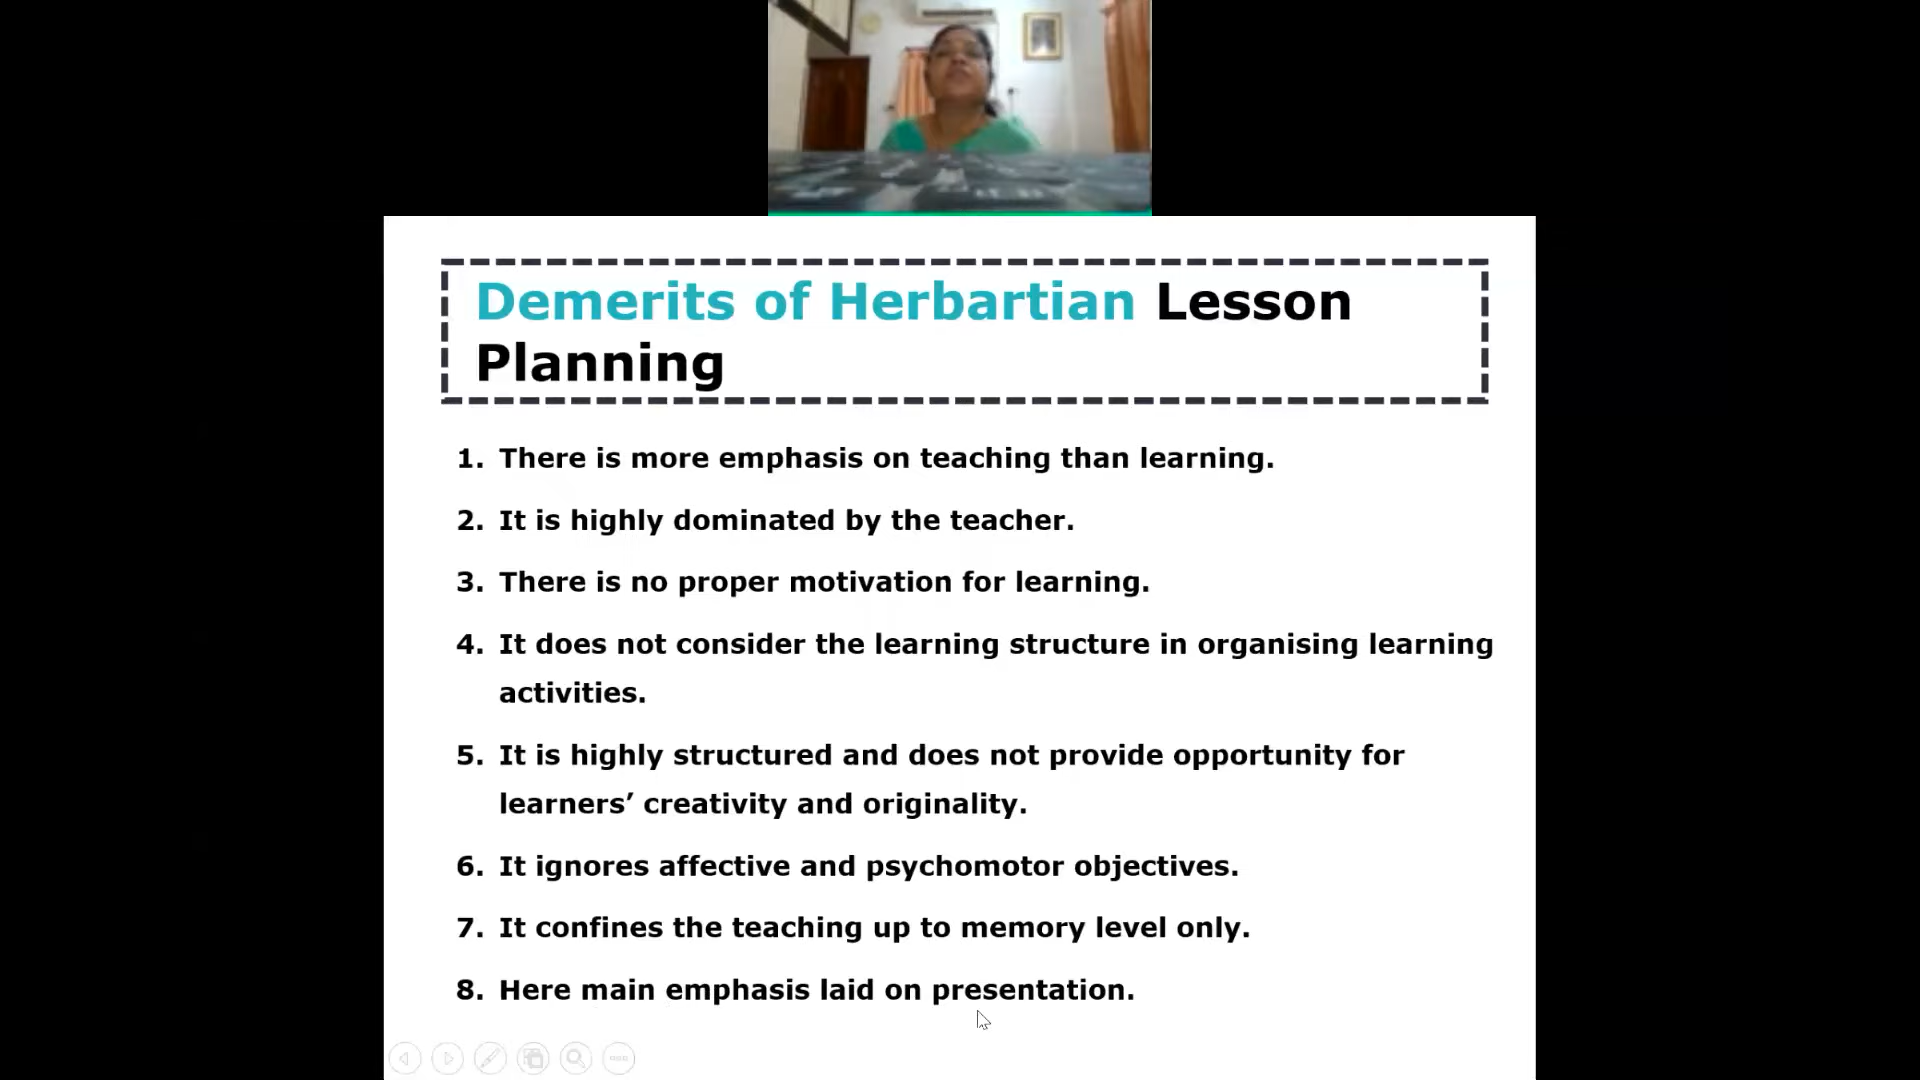 Demerits of Herbartian Lesson
Planning
1. There is more emphasis on teaching than learning.
2. It is highly dominated by the teacher.
3. There is no proper motivation for learning.
4. It does not consider the learning structure in organising learning
activities.
5. It is highly structured and does not provide opportunity for
learners’ creativity and originality.
6. It ignores affective and psychomotor objectives.
7. It confines the teaching up to memory level only.
8. Here main emphasis laid on presentation.